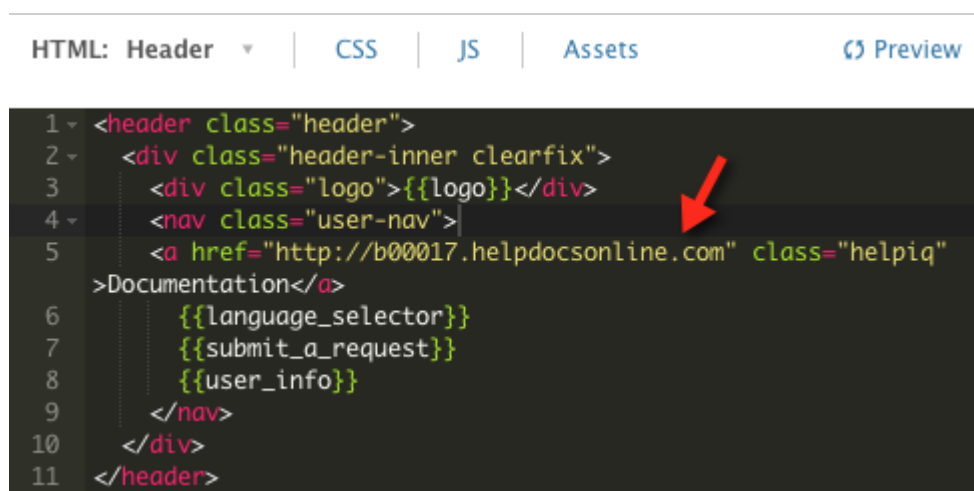 HTML: Header ▾ | CSS | JS | Assets Preview
1 <header class="header">
2 <div class="header-inner clearfix">
3 <div class="logo">{{logo}}</div>
4 <nav class="user-nav">
5 <a href="http://b00017.helpdocsonline.com" class="helpiq"
>Documentation</a>
6 {{language_selector}}
7 {{submit_a_request}}
8 {{user_info}}
9 </nav>
10 </div>
11 </header>